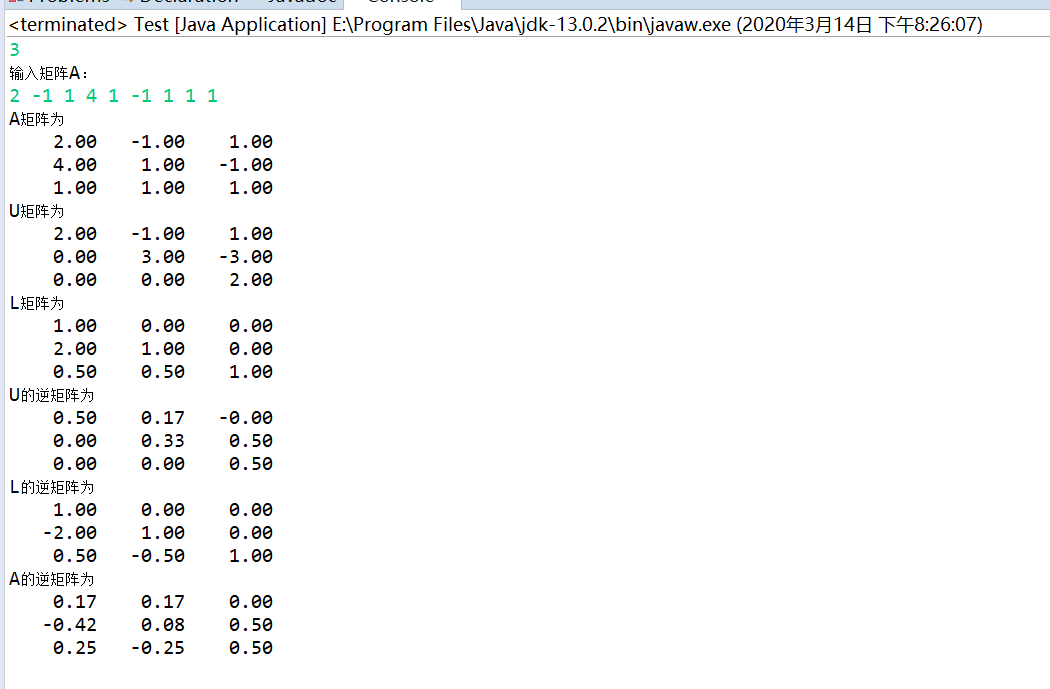 Problems Declaration Javadoc Console
<terminated> Test [Java Application] E:\Program Files\Java\jdk-13.0.2\bin\javaw.exe (2020年3月14日 下午8:26:07)
3
输入矩阵A:
2 -1 1 4 1 -1 1 1 1
A矩阵为
2.00 -1.00 1.00
4.00 1.00 -1.00
1.00 1.00 1.00
U矩阵为
2.00 -1.00 1.00
0.00 3.00 -3.00
0.00 0.00 2.00
L矩阵为
1.00 0.00 0.00
2.00 1.00 0.00
0.50 0.50 1.00
U的逆矩阵为
0.50 0.17 -0.00
0.00 0.33 0.50
0.00 0.00 0.50
L的逆矩阵为
1.00 0.00 0.00
-2.00 1.00 0.00
0.50 -0.50 1.00
A的逆矩阵为
0.17 0.17 0.00
-0.42 0.08 0.50
0.25 -0.25 0.50